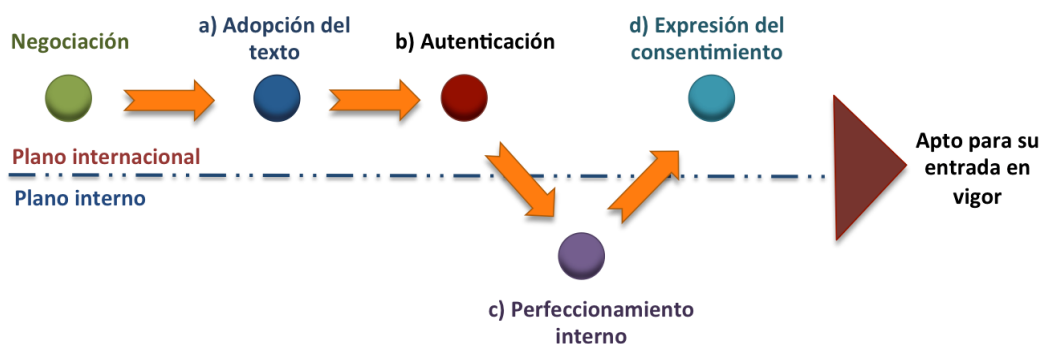 Negociación
a) Adopción del
texto
b) Autenticación
d) Expresión del
consentimiento
Plano internacional
Plano interno
Apto para su
entrada en
vigor
c) Perfeccionamiento
interno